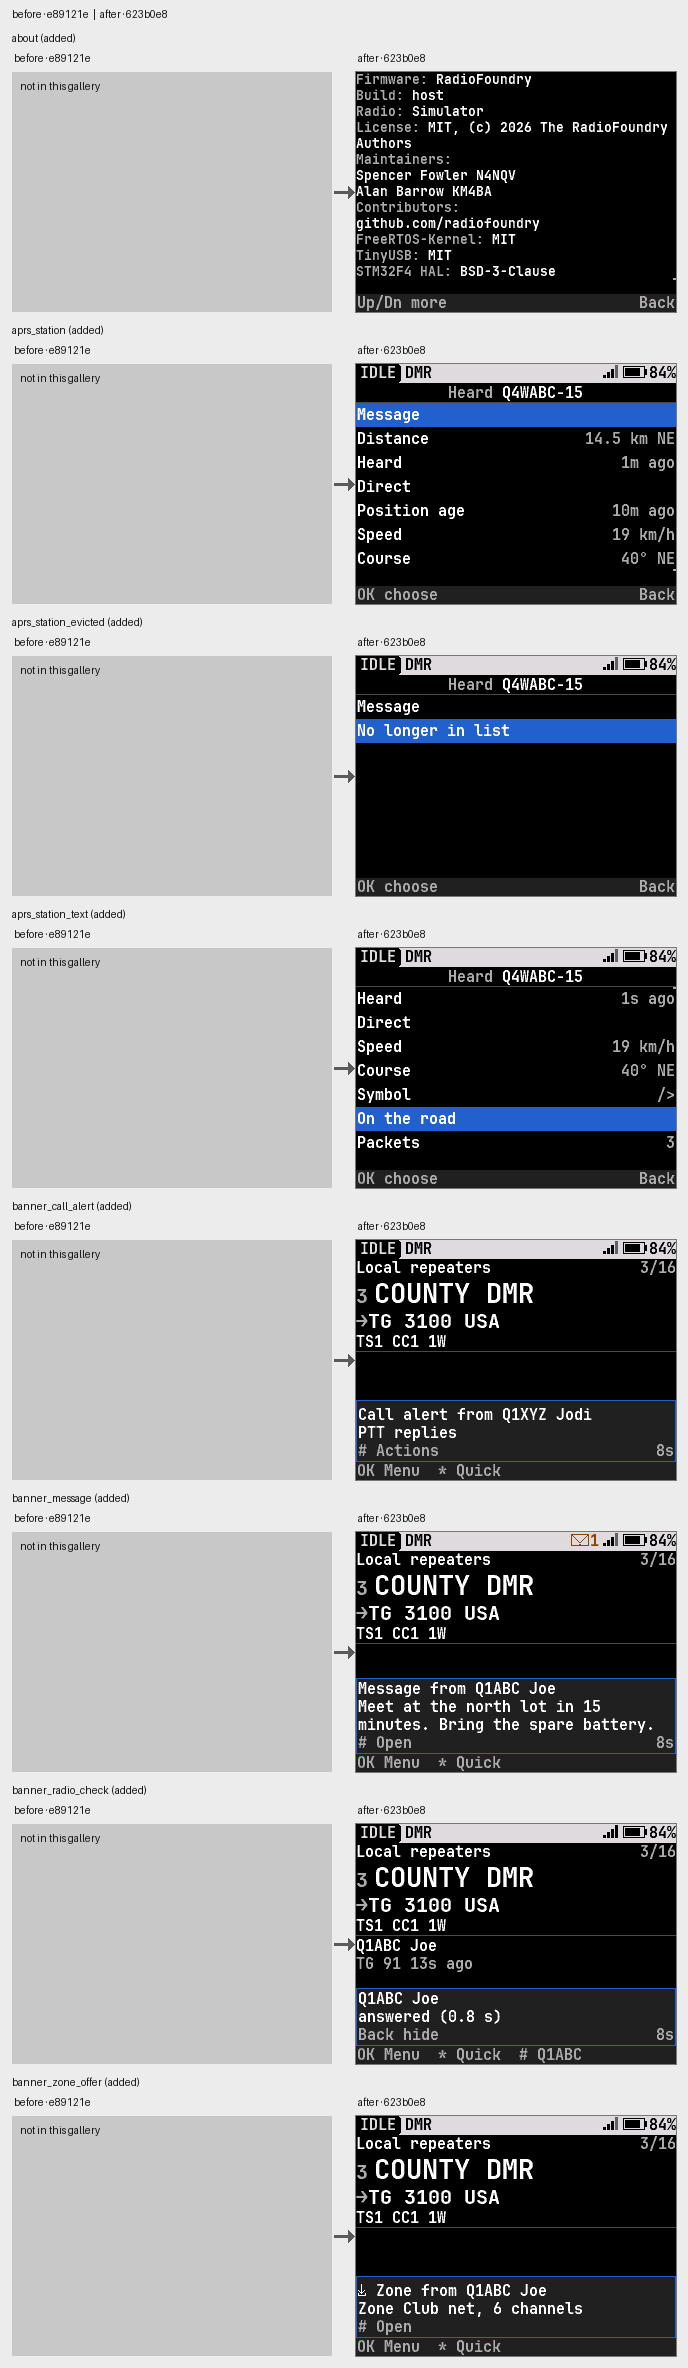 before · e89121e | after · 623b0e8
about (added)
before · e89121e
after · 623b0e8
not in this gallery
Firmware: RadioFoundry
Build: host
Radio: Simulator
License: MIT, (c) 2026 The RadioFoundry
Authors
Maintainers:
Spencer Fowler N4NQV
Alan Barrow KM4BA
Contributors:
github.com/radiofoundry
FreeRTOS-Kernel: MIT
TinyUSB: MIT
STM32F4 HAL: BSD-3-Clause
Up/Dn more Back
aprs_station (added)
before · e89121e
after · 623b0e8
not in this gallery
IDLE DMR 84%
Heard Q4WABC-15
Message
Distance 14.5 km NE
Heard 1m ago
Direct
Position age 10m ago
Speed 19 km/h
Course 40° NE
OK choose Back
aprs_station_evicted (added)
before · e89121e
after · 623b0e8
not in this gallery
IDLE DMR 84%
Heard Q4WABC-15
Message
No longer in list
OK choose Back
aprs_station_text (added)
before · e89121e
after · 623b0e8
not in this gallery
IDLE DMR 84%
Heard Q4WABC-15
Heard 1s ago
Direct
Speed 19 km/h
Course 40° NE
Symbol />
On the road
Packets 3
OK choose Back
banner_call_alert (added)
before · e89121e
after · 623b0e8
not in this gallery
IDLE DMR 84%
Local repeaters 3/16
3 COUNTY DMR
→TG 3100 USA
TS1 CC1 1W
Call alert from Q1XYZ Jodi
PTT replies
# Actions 8s
OK Menu * Quick
banner_message (added)
before · e89121e
after · 623b0e8
not in this gallery
IDLE DMR 1 84%
Local repeaters 3/16
3 COUNTY DMR
→TG 3100 USA
TS1 CC1 1W
Message from Q1ABC Joe
Meet at the north lot in 15
minutes. Bring the spare battery.
# Open 8s
OK Menu * Quick
banner_radio_check (added)
before · e89121e
after · 623b0e8
not in this gallery
IDLE DMR 84%
Local repeaters 3/16
3 COUNTY DMR
→TG 3100 USA
TS1 CC1 1W
Q1ABC Joe
TG 91 13s ago
Q1ABC Joe
answered (0.8 s)
Back hide 8s
OK Menu * Quick # Q1ABC
banner_zone_offer (added)
before · e89121e
after · 623b0e8
not in this gallery
IDLE DMR 84%
Local repeaters 3/16
3 COUNTY DMR
→TG 3100 USA
TS1 CC1 1W
Zone from Q1ABC Joe
Zone Club net, 6 channels
# Open
OK Menu * Quick